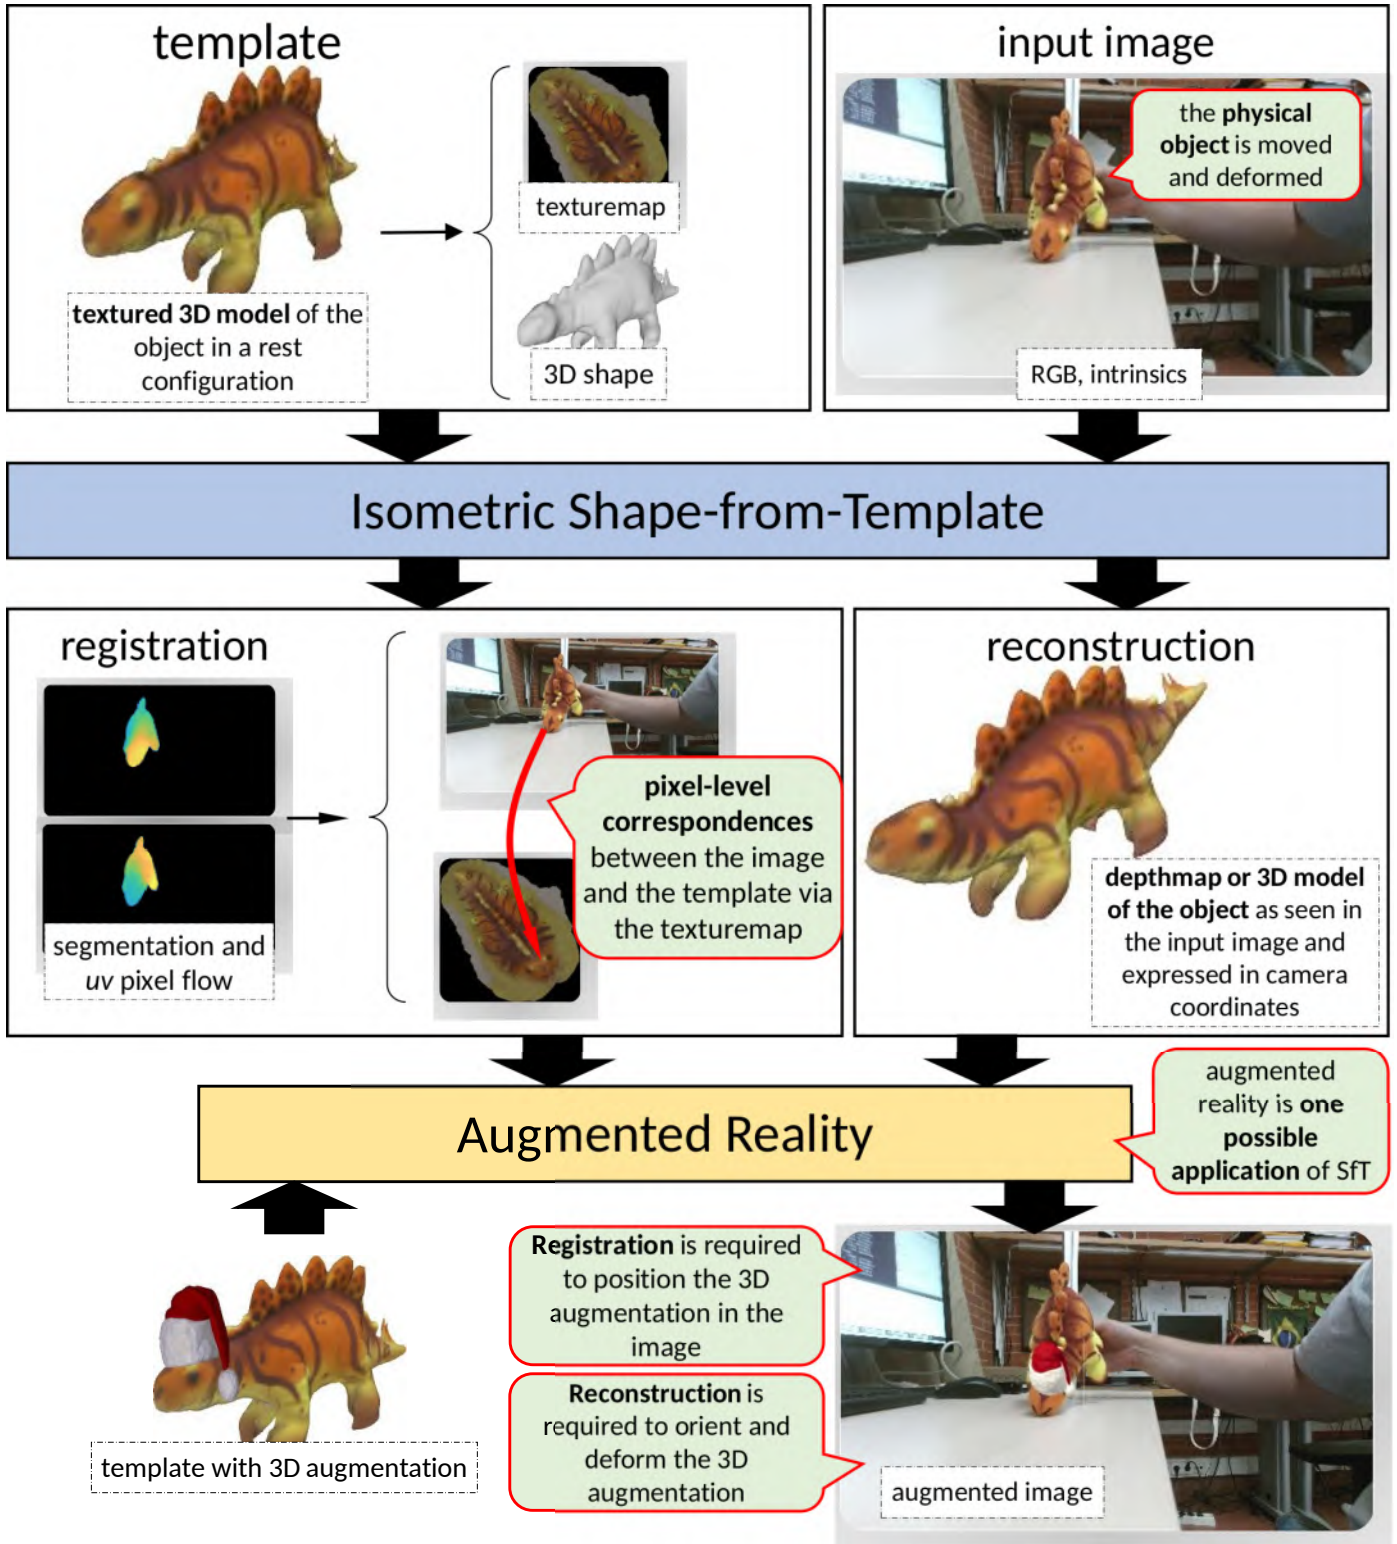 template
texturemap
3D shape
textured 3D model of the
object in a rest
configuration
input image
the physical
object is moved
and deformed
RGB, intrinsics
Isometric Shape-from-Template
registration
segmentation and
uv pixel flow
pixel-level
correspondences
between the image
and the template via
the texturemap
reconstruction
depthmap or 3D model
of the object as seen in
the input image and
expressed in camera
coordinates
Augmented Reality
augmented
reality is one
possible
application of SfT
template with 3D augmentation
Registration is required
to position the 3D
augmentation in the
image
Reconstruction is
required to orient and
deform the 3D
augmentation
augmented image